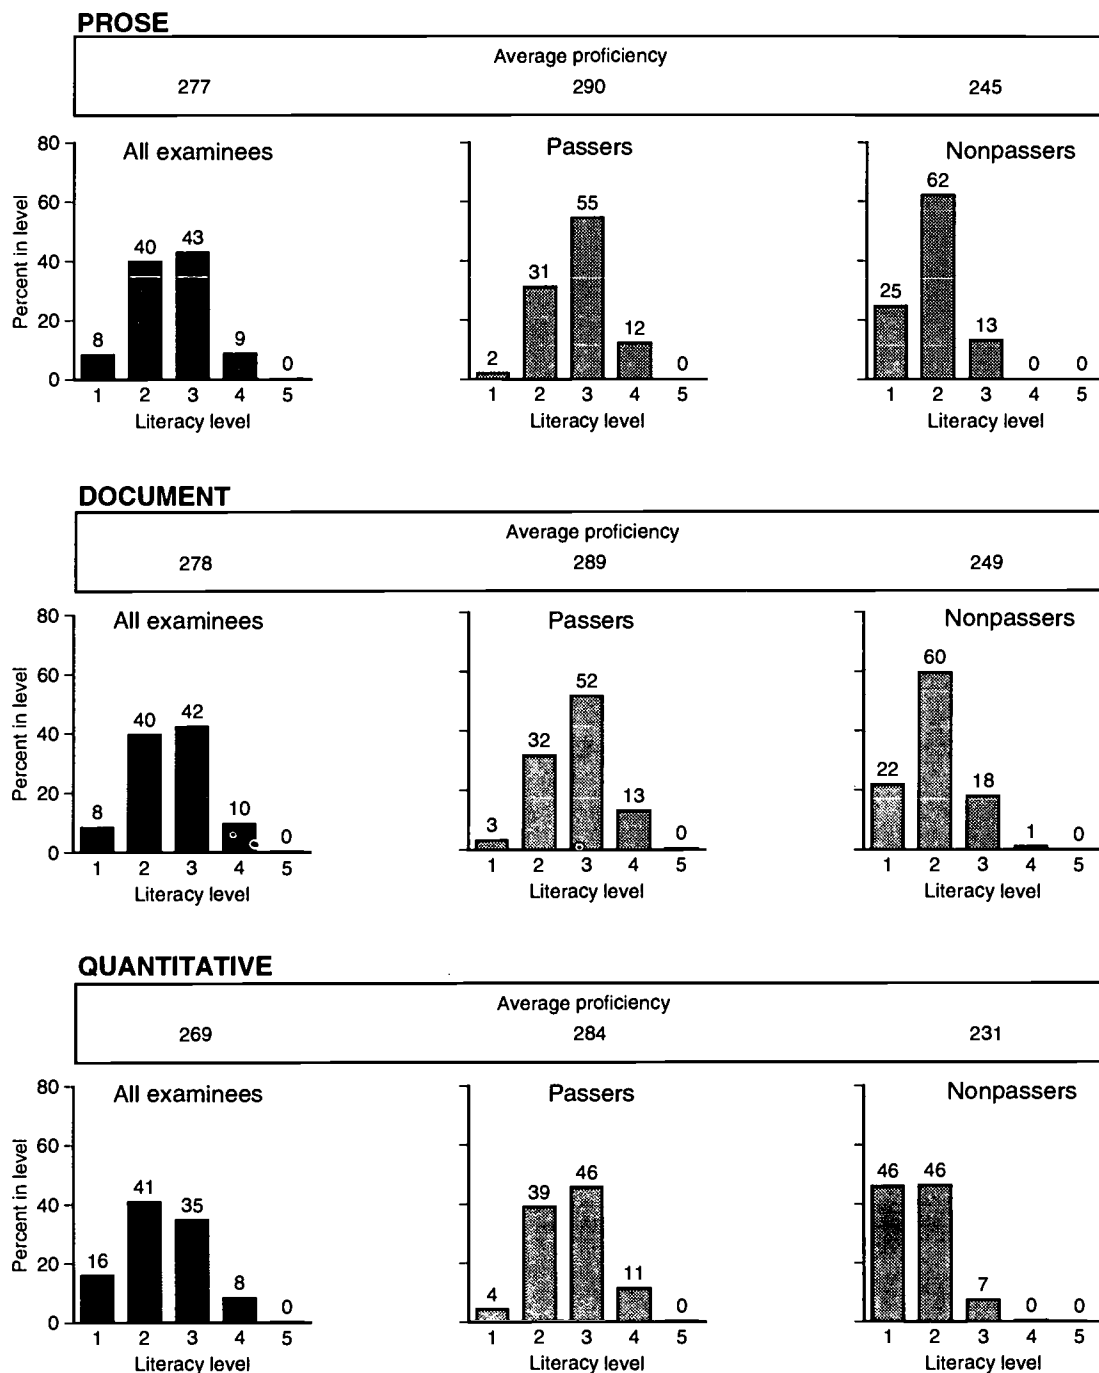 PROSE
Average proficiency
277 290 245
All examinees Passers Nonpassers
Percent in level
80
60
40
20
0
8 40 43 9 0
1 2 3 4 5
Literacy level
2 31 55 12 0
1 2 3 4 5
Literacy level
25 62 13 0 0
1 2 3 4 5
Literacy level
DOCUMENT
Average proficiency
278 289 249
All examinees Passers Nonpassers
Percent in level
80
60
40
20
0
8 40 42 10 0
1 2 3 4 5
Literacy level
3 32 52 13 0
1 2 3 4 5
Literacy level
22 60 18 1 0
1 2 3 4 5
Literacy level
QUANTITATIVE
Average proficiency
269 284 231
All examinees Passers Nonpassers
Percent in level
80
60
40
20
0
16 41 35 8 0
1 2 3 4 5
Literacy level
4 39 46 11 0
1 2 3 4 5
Literacy level
46 46 7 0 0
1 2 3 4 5
Literacy level